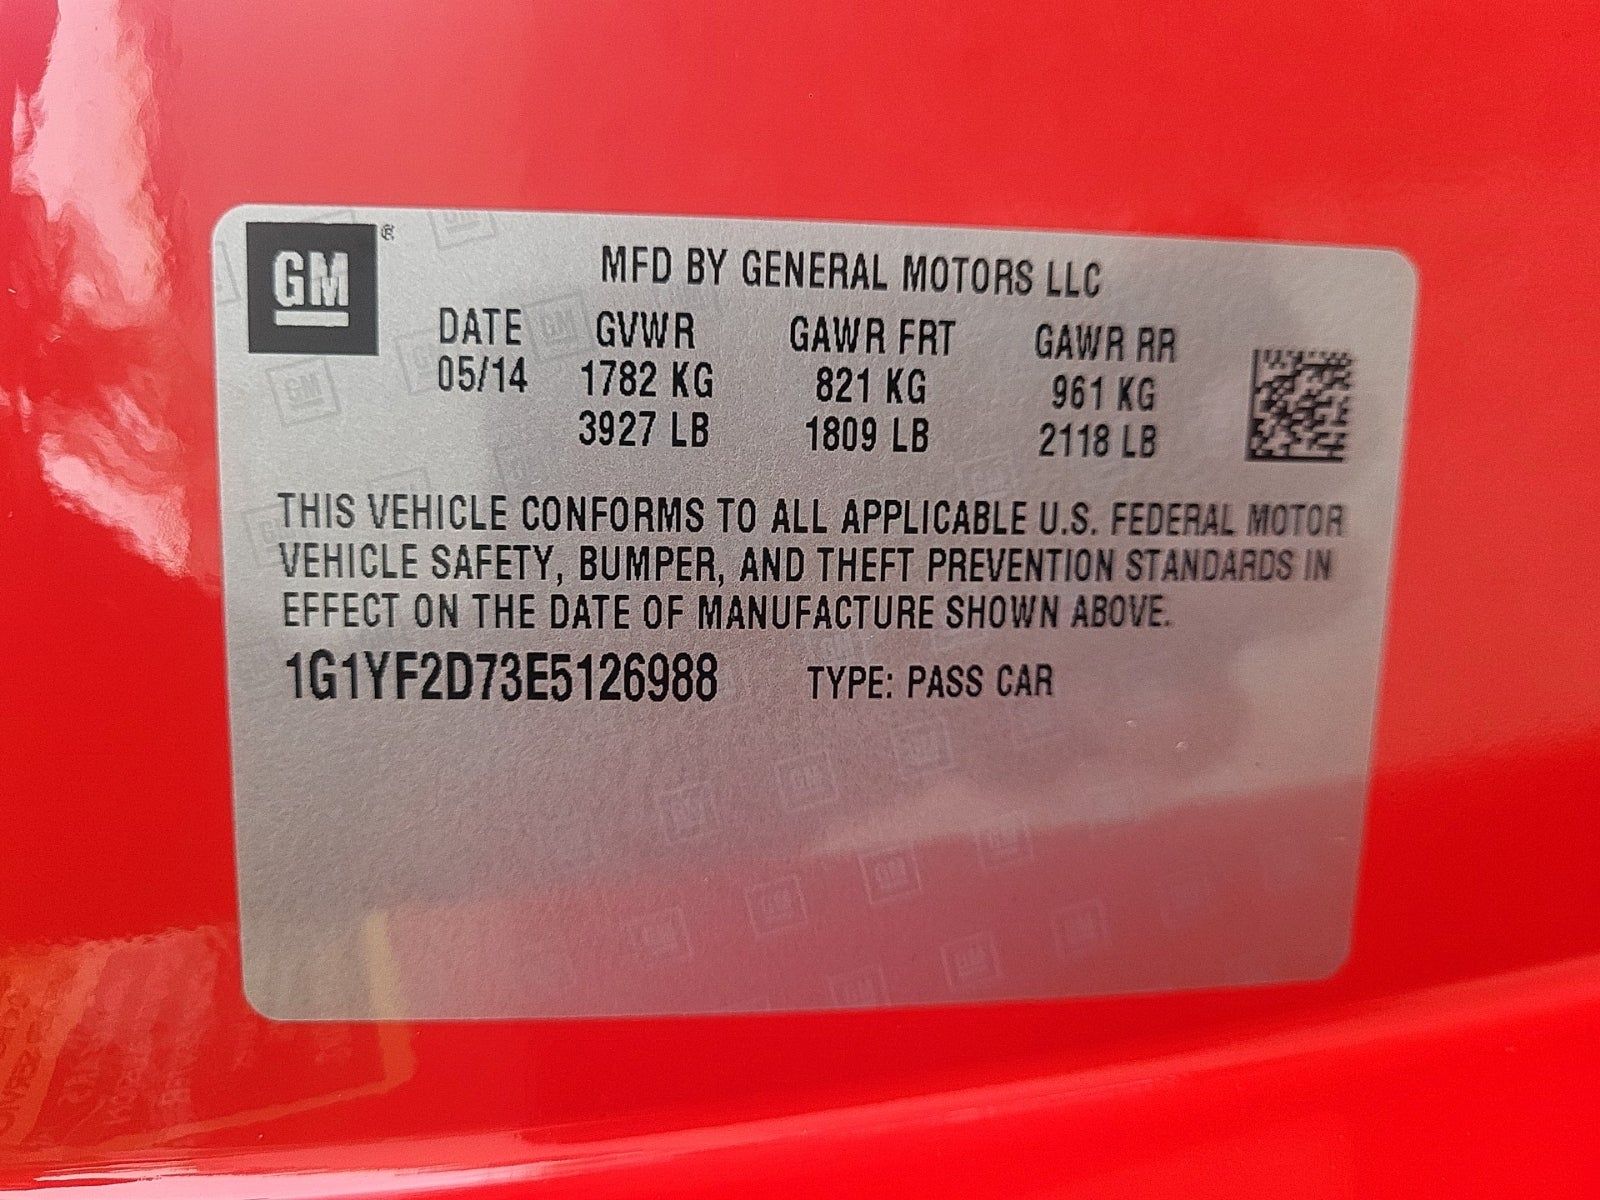 GM
MFD BY GENERAL MOTORS LLC
DATE GVWR GAWR FRT GAWR RR
05/14 1782 KG 821 KG 961 KG
3927 LB 1809 LB 2118 LB
THIS VEHICLE CONFORMS TO ALL APPLICABLE U.S. FEDERAL MOTOR
VEHICLE SAFETY, BUMPER, AND THEFT PREVENTION STANDARDS IN
EFFECT ON THE DATE OF MANUFACTURE SHOWN ABOVE.
1G1YF2D73E5126988 TYPE: PASS CAR